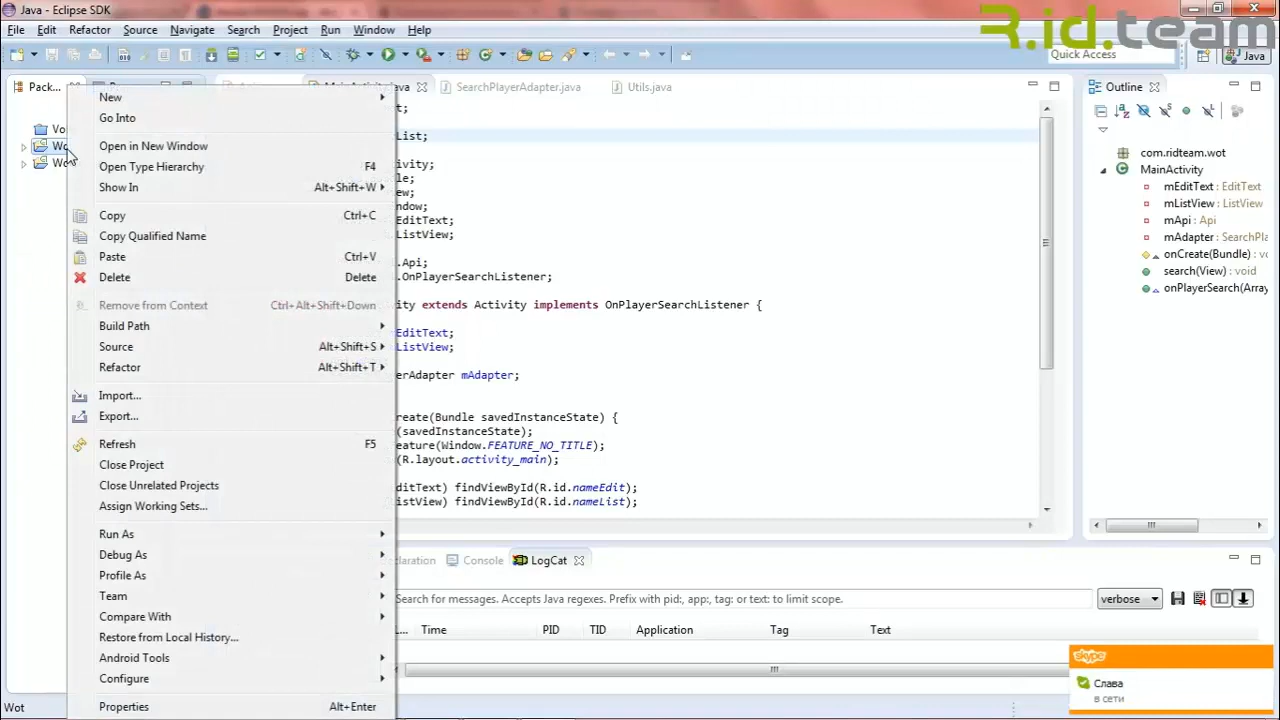 Java - Eclipse SDK
R.id.team
File Edit Refactor Source Navigate Search Project Run Window Help
Quick Access
Java
Pack...
SearchPlayerAdapter.java
Utils.java
Outline
Vo
Wo
Wo
New
Go Into
Open in New Window
Open Type Hierarchy F4
Show In Alt+Shift+W
Copy Ctrl+C
Copy Qualified Name
Paste Ctrl+V
Delete Delete
Remove from Context Ctrl+Alt+Shift+Down
Build Path
Source Alt+Shift+S
Refactor Alt+Shift+T
Import...
Export...
Refresh F5
Close Project
Close Unrelated Projects
Assign Working Sets...
Run As
Debug As
Profile As
Team
Compare With
Restore from Local History...
Android Tools
Configure
Properties Alt+Enter
t;
List;
tivity;
le;
ew;
ndow;
EditText;
ListView;
.Api;
.OnPlayerSearchListener;
ity extends Activity implements OnPlayerSearchListener {
EditText;
ListView;
erAdapter mAdapter;
create(Bundle savedInstanceState) {
(savedInstanceState);
eature(Window.FEATURE_NO_TITLE);
(R.layout.activity_main);
ditText) findViewById(R.id.nameEdit);
istView) findViewById(R.id.nameList);
com.ridteam.wot
MainActivity
mEditText : EditText
mListView : ListView
mApi : Api
mAdapter : SearchPla
onCreate(Bundle) : vo
search(View) : void
onPlayerSearch(Array
claration Console LogCat
Search for messages. Accepts Java regexes. Prefix with pid:, app:, tag: or text: to limit scope.
verbose
L... Time PID TID Application Tag Text
skype
Слава
в сети
Wot